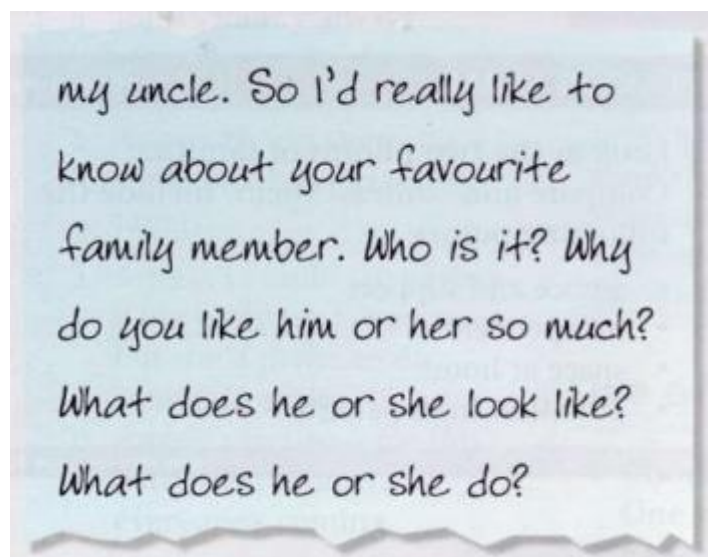 my uncle. So I'd really like to
know about your favourite
family member. Who is it? Why
do you like him or her so much?
What does he or she look like?
What does he or she do?